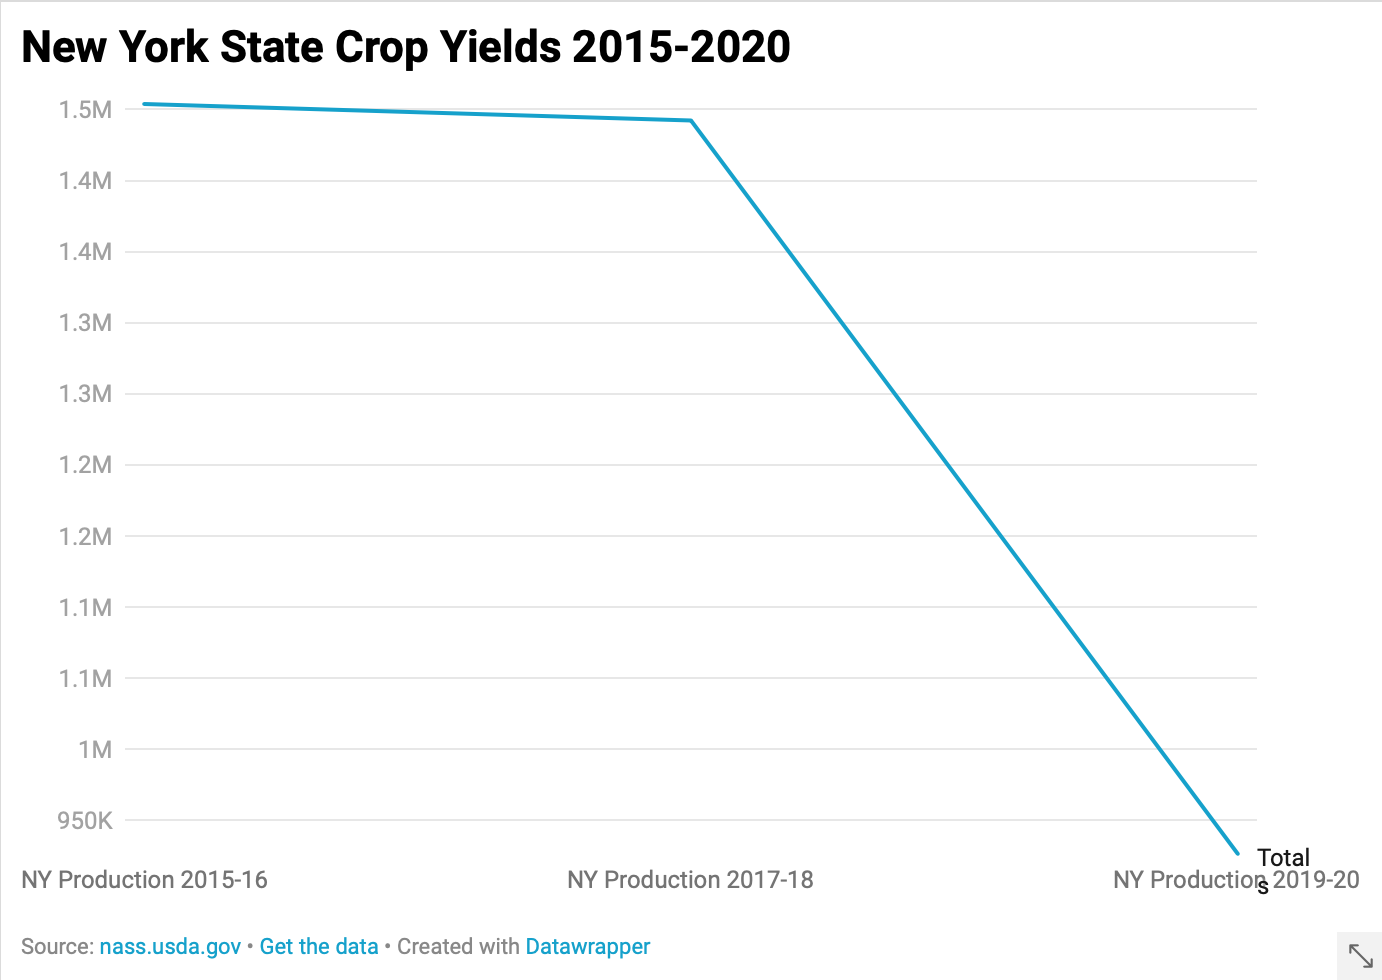 New York State Crop Yields 2015-2020
1.5M
1.4M
1.4M
1.3M
1.3M
1.2M
1.2M
1.1M
1.1M
1M
950K
Total
s
NY Production 2015-16
NY Production 2017-18
NY Production 2019-20
Source: nass.usda.gov • Get the data • Created with Datawrapper